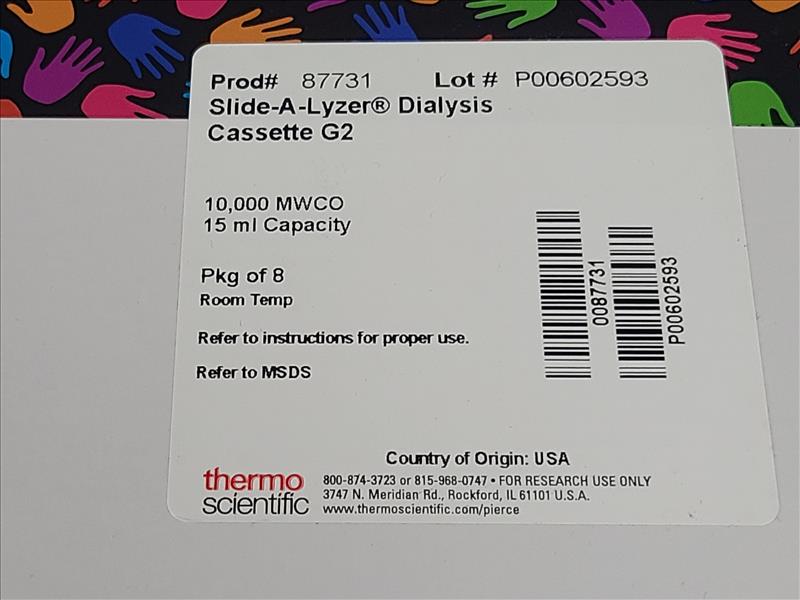 Prod# 87731 Lot # P00602593
Slide-A-Lyzer® Dialysis
Cassette G2
10,000 MWCO
15 ml Capacity
Pkg of 8
Room Temp
Refer to instructions for proper use.
Refer to MSDS
0087731
P00602593
Country of Origin: USA
thermo
scientific
800-874-3723 or 815-968-0747 • FOR RESEARCH USE ONLY
3747 N. Meridian Rd., Rockford, IL 61101 U.S.A.
www.thermoscientific.com/pierce